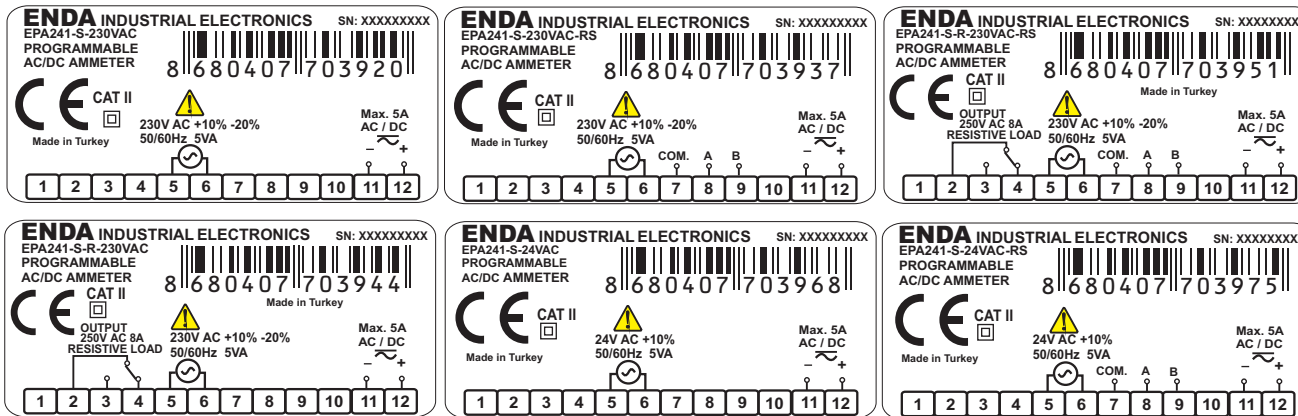 ENDA INDUSTRIAL ELECTRONICS SN: XXXXXXXXX
EPA241-S-230VAC
PROGRAMMABLE
AC/DC AMMETER
8 680407 703920
CE CAT II
Made in Turkey
230V AC +10% -20%
50/60Hz 5VA
Max. 5A
AC / DC
– +
1 2 3 4 5 6 7 8 9 10 11 12
ENDA INDUSTRIAL ELECTRONICS SN: XXXXXXXXX
EPA241-S-230VAC-RS
PROGRAMMABLE
AC/DC AMMETER
8 680407 703937
CE CAT II
Made in Turkey
230V AC +10% -20%
50/60Hz 5VA
COM. A B
Max. 5A
AC / DC
– +
1 2 3 4 5 6 7 8 9 10 11 12
ENDA INDUSTRIAL ELECTRONICS SN: XXXXXXXX
EPA241-S-R-230VAC-RS
PROGRAMMABLE
AC/DC AMMETER
8 680407 703951
Made in Turkey
CE CAT II
OUTPUT
250V AC 8A
RESISTIVE LOAD
230V AC +10% -20%
50/60Hz 5VA
COM. A B
Max. 5A
AC / DC
– +
1 2 3 4 5 6 7 8 9 10 11 12
ENDA INDUSTRIAL ELECTRONICS SN: XXXXXXXXX
EPA241-S-R-230VAC
PROGRAMMABLE
AC/DC AMMETER
8 680407 703944
Made in Turkey
CE CAT II
OUTPUT
250V AC 8A
RESISTIVE LOAD
230V AC +10% -20%
50/60Hz 5VA
Max. 5A
AC / DC
– +
1 2 3 4 5 6 7 8 9 10 11 12
ENDA INDUSTRIAL ELECTRONICS SN: XXXXXXXXX
EPA241-S-24VAC
PROGRAMMABLE
AC/DC AMMETER
8 680407 703968
CE CAT II
Made in Turkey
24V AC +10%
50/60Hz 5VA
Max. 5A
AC / DC
– +
1 2 3 4 5 6 7 8 9 10 11 12
ENDA INDUSTRIAL ELECTRONICS SN: XXXXXXXX
EPA241-S-24VAC-RS
PROGRAMMABLE
AC/DC AMMETER
8 680407 703975
CE CAT II
Made in Turkey
24V AC +10%
50/60Hz 5VA
COM. A B
Max. 5A
AC / DC
– +
1 2 3 4 5 6 7 8 9 10 11 12